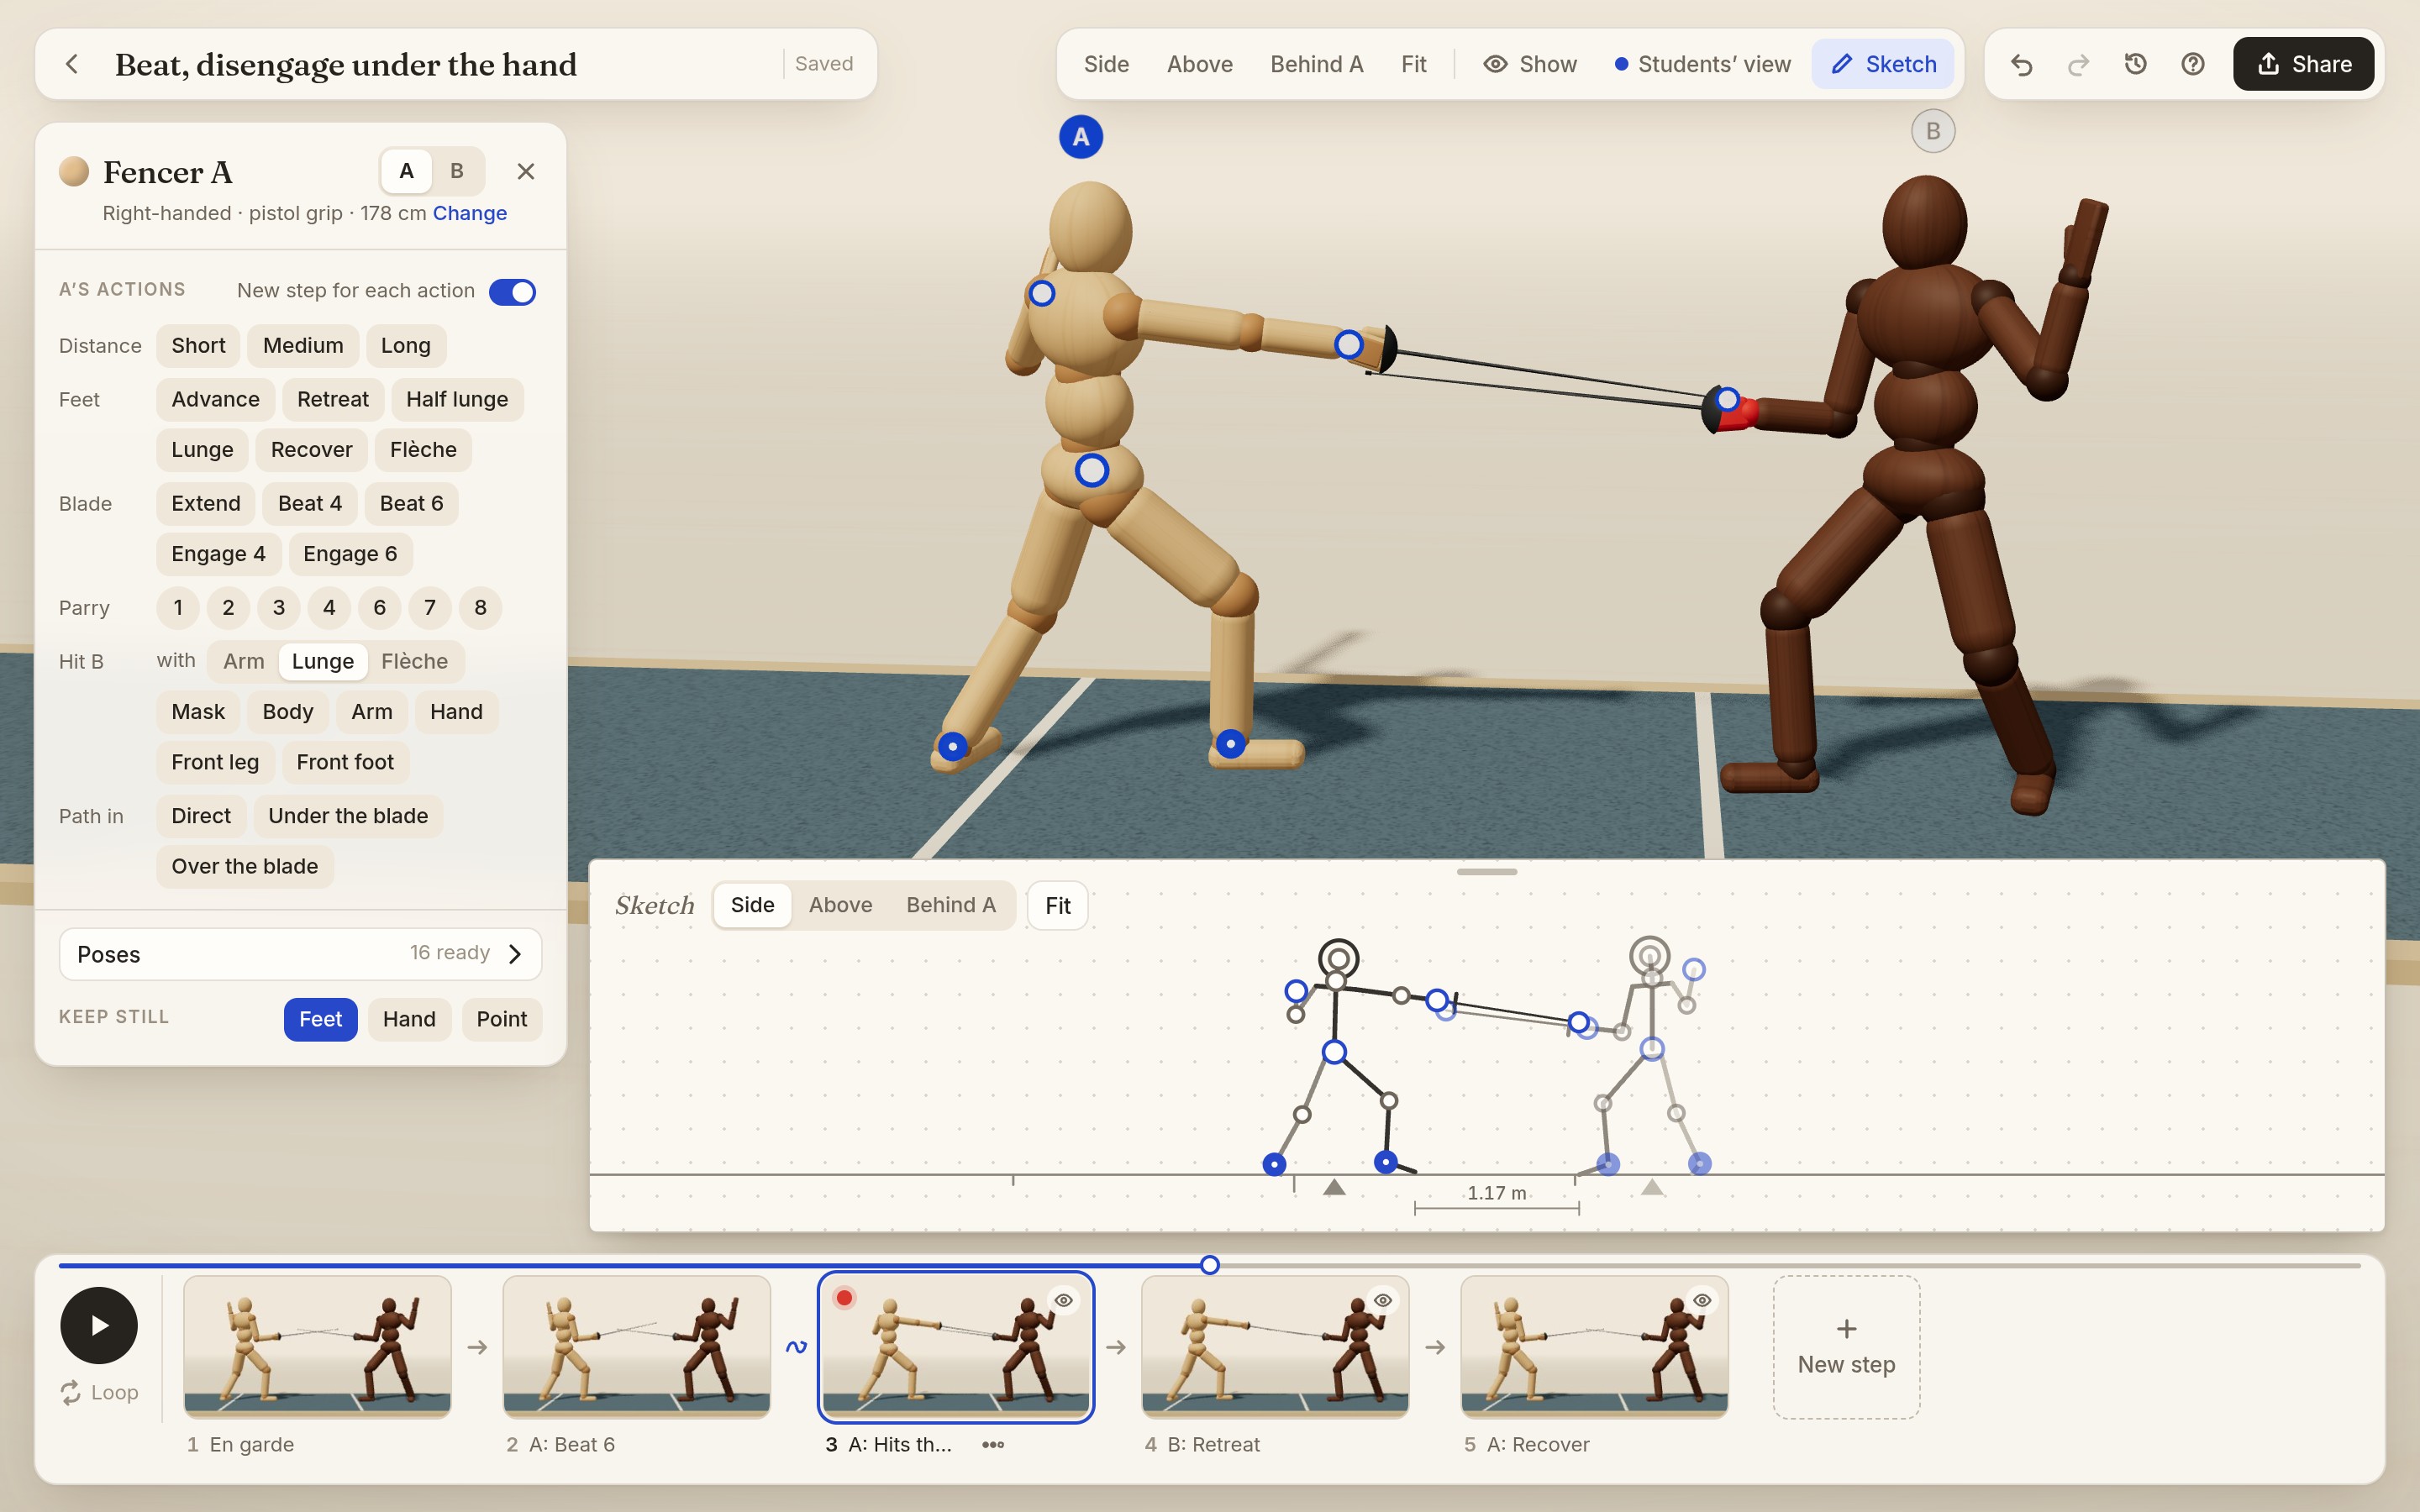 Beat, disengage under the hand
Saved
Side Above Behind A Fit Show Students’ view Sketch
Share
A
B
Fencer A
A B
Right-handed · pistol grip · 178 cm Change
A’S ACTIONS
New step for each action
Distance Short Medium Long
Feet Advance Retreat Half lunge
Lunge Recover Flèche
Blade Extend Beat 4 Beat 6
Engage 4 Engage 6
Parry 1 2 3 4 6 7 8
Hit B with Arm Lunge Flèche
Mask Body Arm Hand
Front leg Front foot
Path in Direct Under the blade
Over the blade
Poses 16 ready
KEEP STILL Feet Hand Point
Sketch Side Above Behind A Fit
1.17 m
Loop
New step
1 En garde
2 A: Beat 6
3 A: Hits th...
4 B: Retreat
5 A: Recover